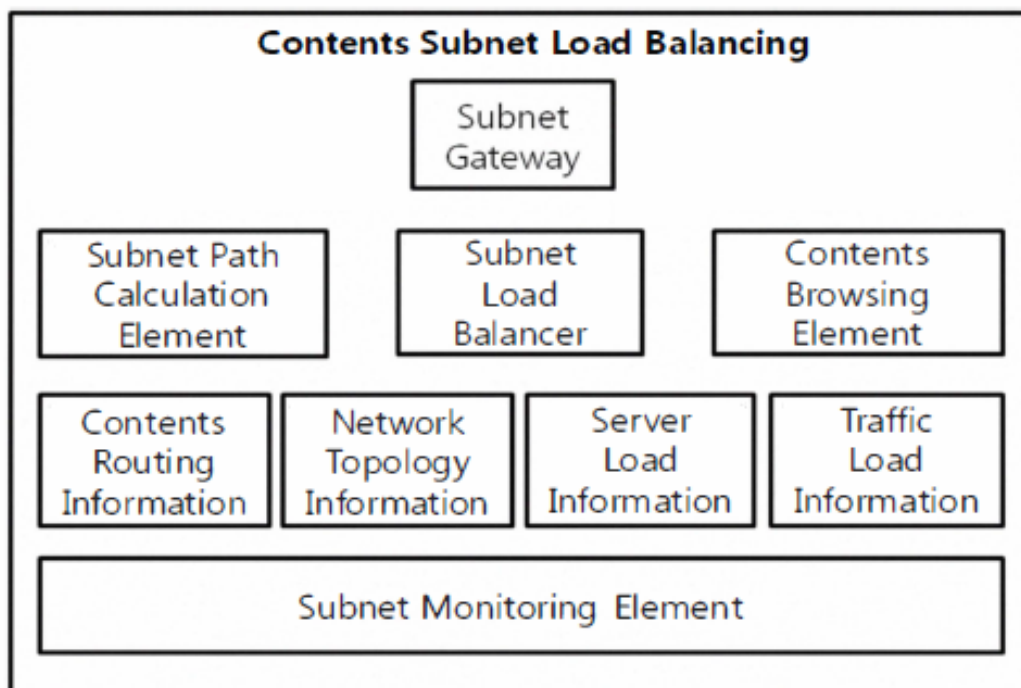 Contents Subnet Load Balancing
Subnet
Gateway
Subnet Path
Calculation
Element
Subnet
Load
Balancer
Contents
Browsing
Element
Contents
Routing
Information
Network
Topology
Information
Server
Load
Information
Traffic
Load
Information
Subnet Monitoring Element